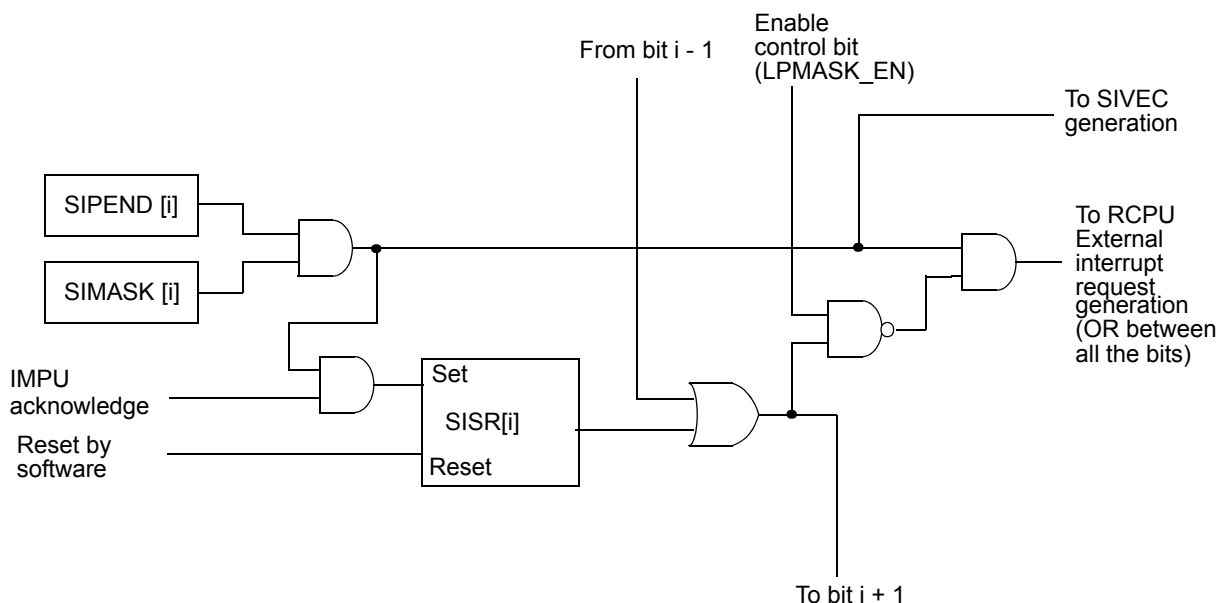 From bit i - 1
Enable
control bit
(LPMASK_EN)
To SIVEC
generation
SIPEND [i]
SIMASK [i]
To RCPU
External
interrupt
request
generation
(OR between
all the bits)
IMPU
acknowledge
Reset by
software
Set
SISR[i]
Reset
To bit i + 1